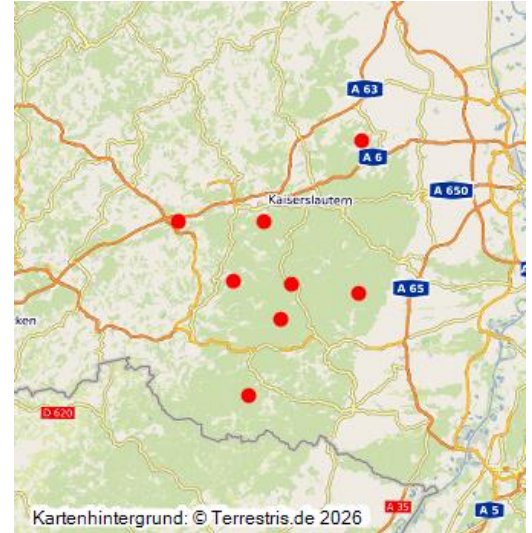 A 63
A 6
Kaiserslautern
A 650
A 65
ken
D 620
A 35
A 5
Kartenhintergrund: © Terrestris.de 2026